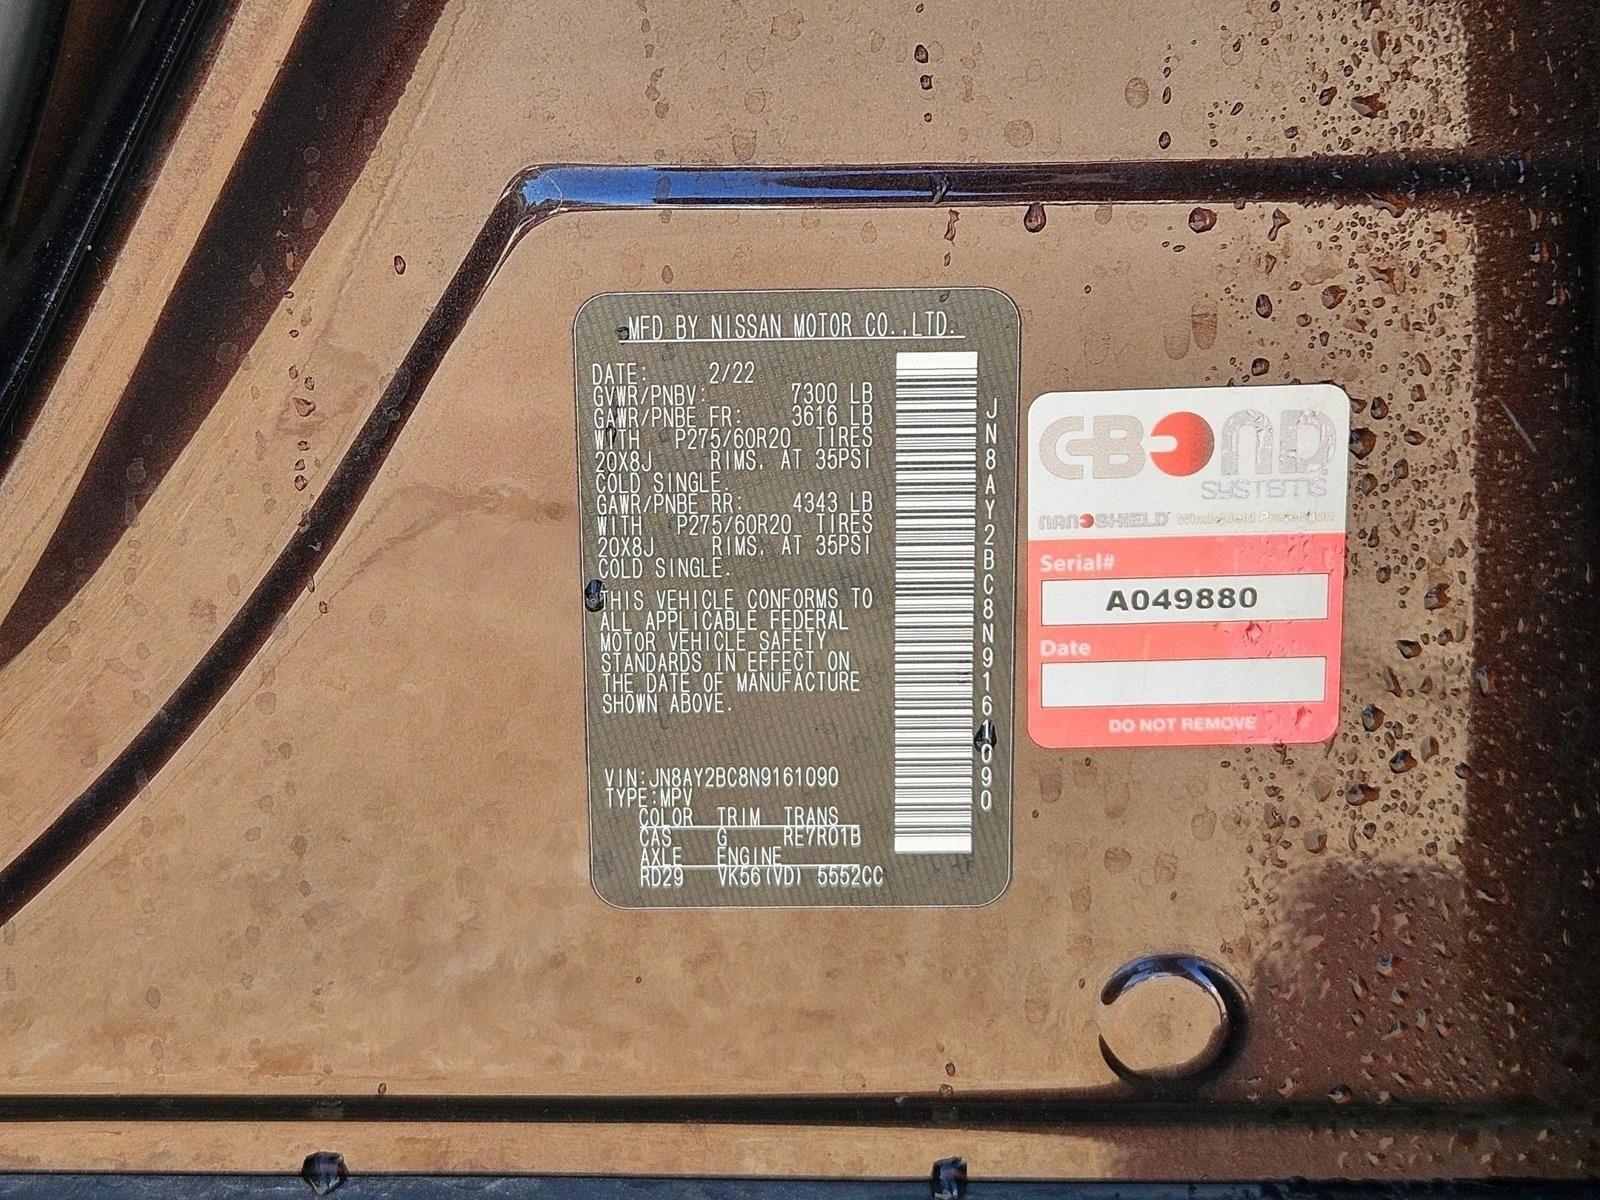 MFD BY NISSAN MOTOR CO.,LTD.
DATE: 2/22
GVWR/PNBV: 7300 LB
GAWR/PNBE FR: 3616 LB
WITH P275/60R20 TIRES
20X8J RIMS, AT 35PSI
COLD SINGLE.
GAWR/PNBE RR: 4343 LB
WITH P275/60R20 TIRES
20X8J RIMS, AT 35PSI
COLD SINGLE.
THIS VEHICLE CONFORMS TO
ALL APPLICABLE FEDERAL
MOTOR VEHICLE SAFETY
STANDARDS IN EFFECT ON
THE DATE OF MANUFACTURE
SHOWN ABOVE.
VIN:JN8AY2BC8N9161090
TYPE:MPV
COLOR TRIM TRANS
CAS G RE7R01B
AXLE ENGINE
RD29 VK56(VD) 5552CC
JN8AY2BC8N9161090
C-BOND
SYSTEMS
NANOSHIELD Windshield Protection
Serial#
A049880
Date
DO NOT REMOVE